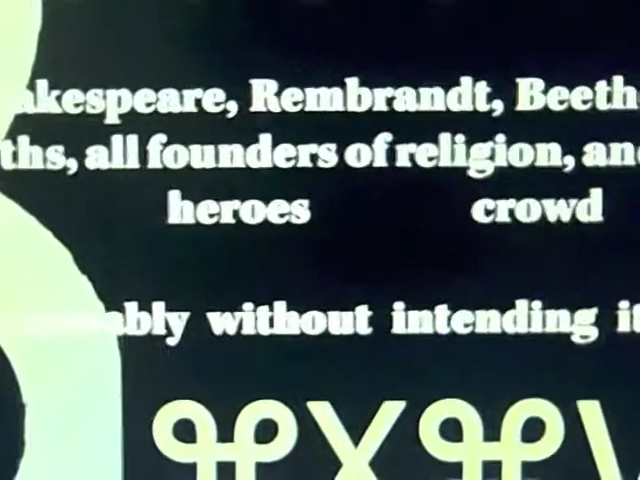 akespeare, Rembrandt, Beeth
ths, all founders of religion, and
heroes crowd
ably without intending it